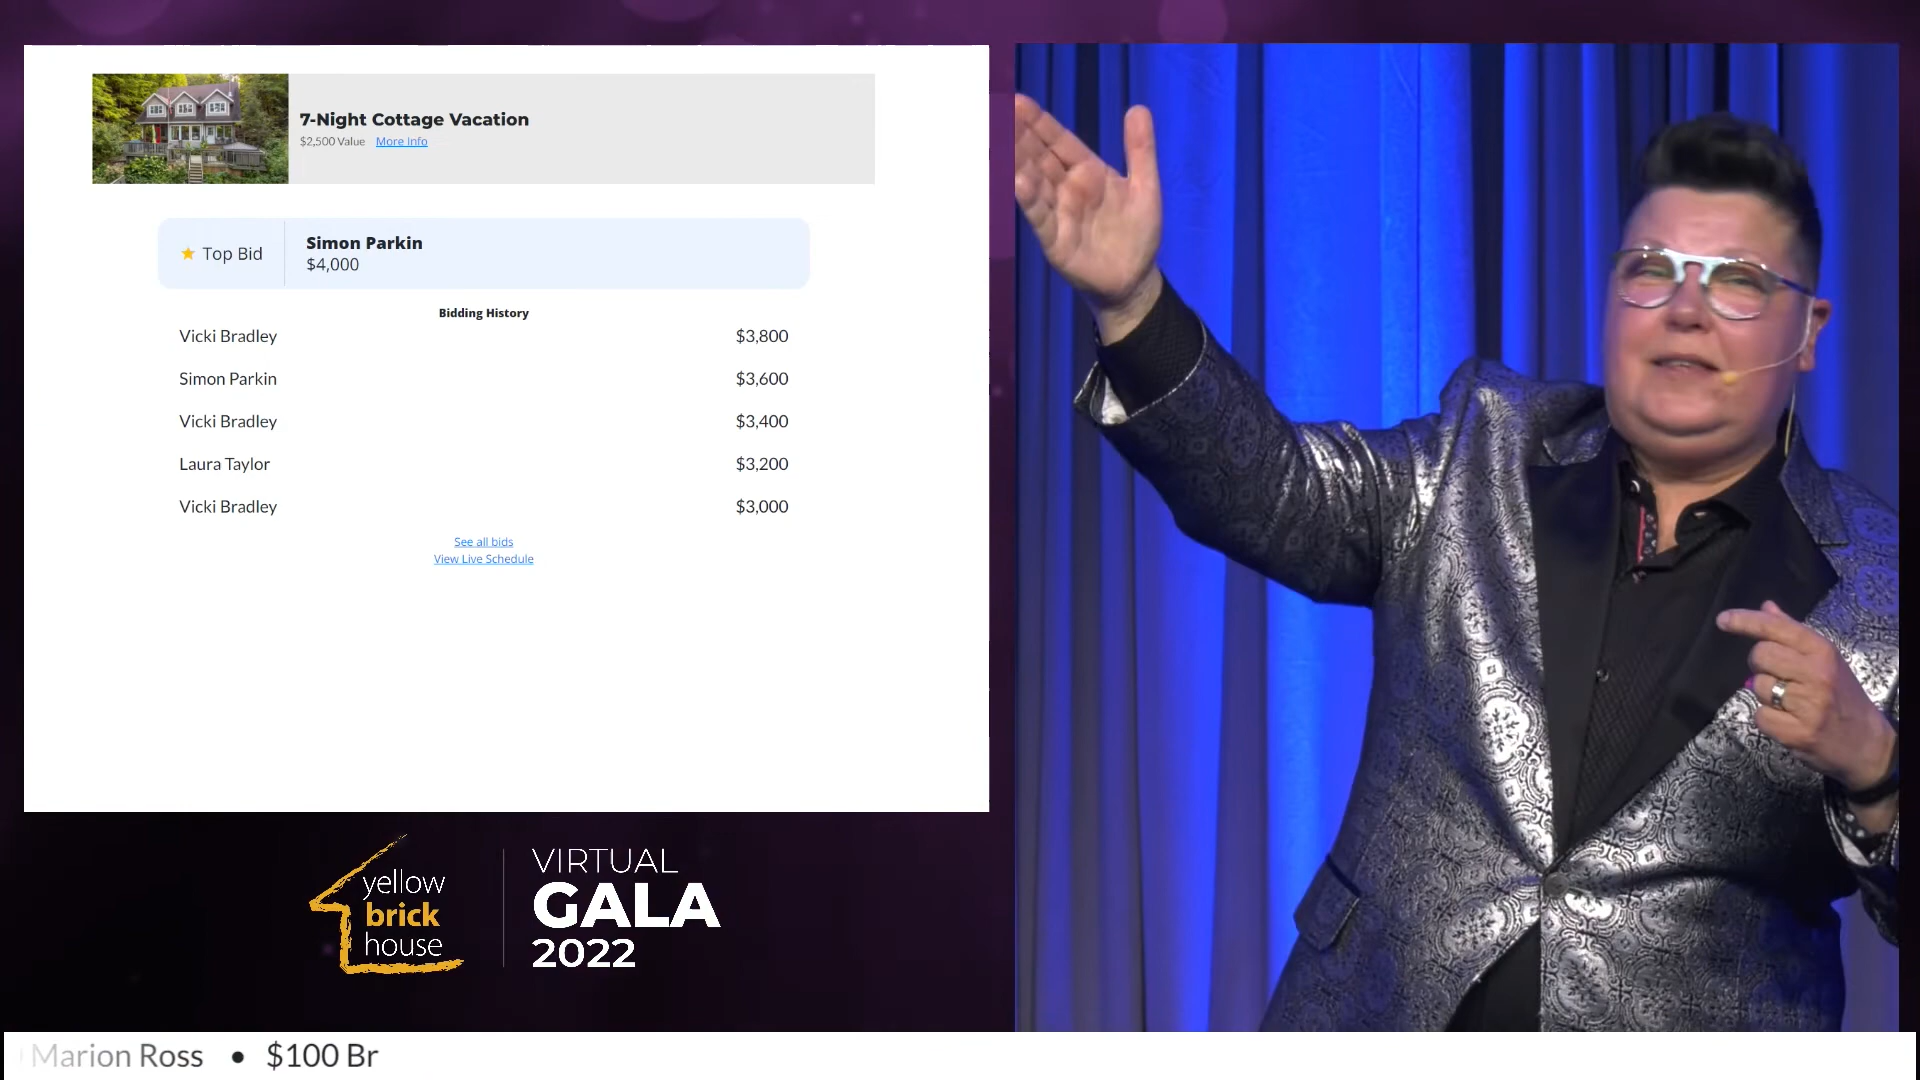 7-Night Cottage Vacation
$2,500 Value More Info
Top Bid
Simon Parkin
$4,000
Bidding History
Vicki Bradley $3,800
Simon Parkin $3,600
Vicki Bradley $3,400
Laura Taylor $3,200
Vicki Bradley $3,000
See all bids
View Live Schedule
yellow
brick
house
VIRTUAL
GALA
2022
Marion Ross • $100 Br